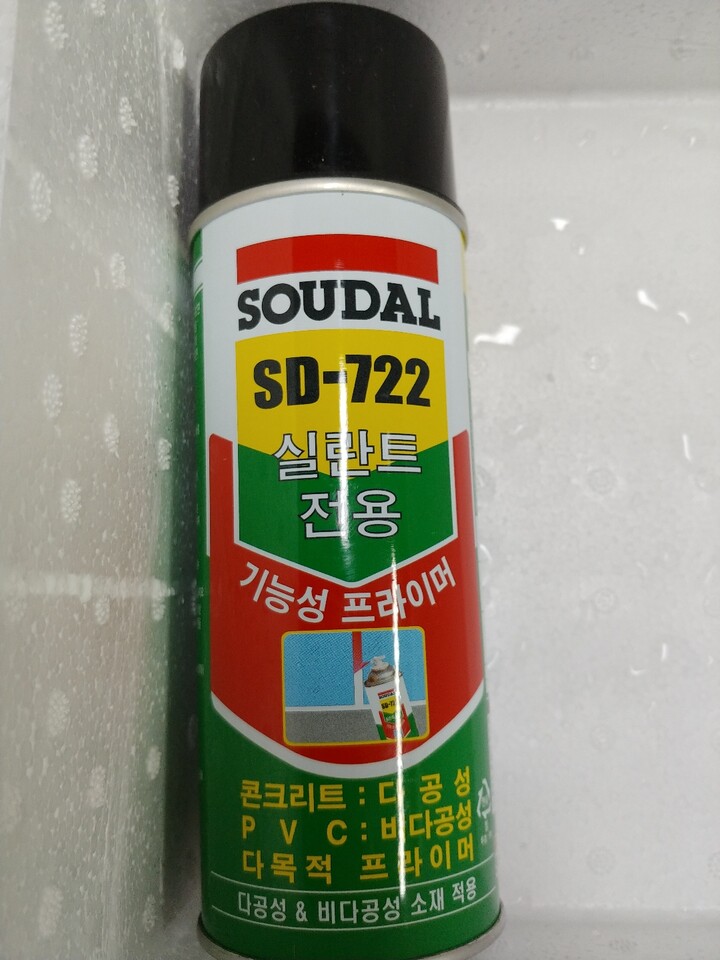 SOUDAL
SD-722
실란트
전용
기능성 프라이머
SOUDAL
콘크리트 : 다 공 성
P V C : 비다공성
다목적 프라이머
다공성 & 비다공성 소재 적용